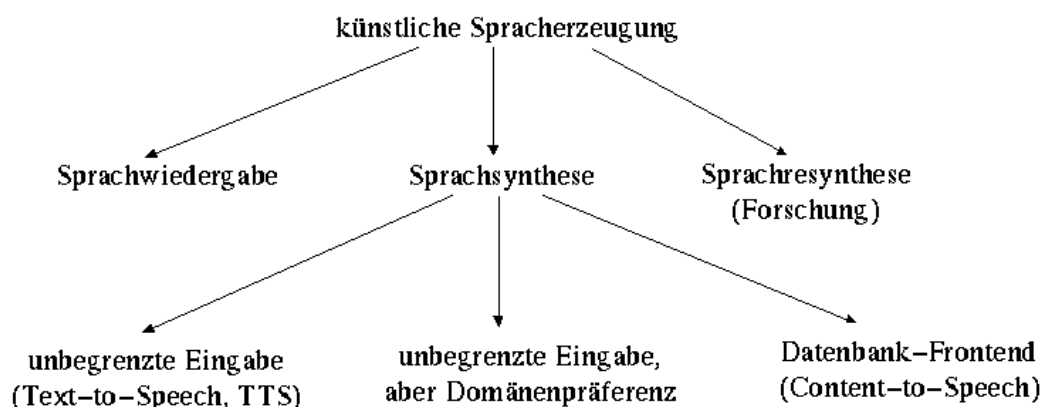 künstliche Spracherzeugung
Sprachwiedergabe
Sprachsynthese
Sprachresynthese
(Forschung)
unbegrenzte Eingabe
(Text–to–Speech, TTS)
unbegrenzte Eingabe,
aber Domänenpräferenz
Datenbank–Frontend
(Content–to–Speech)